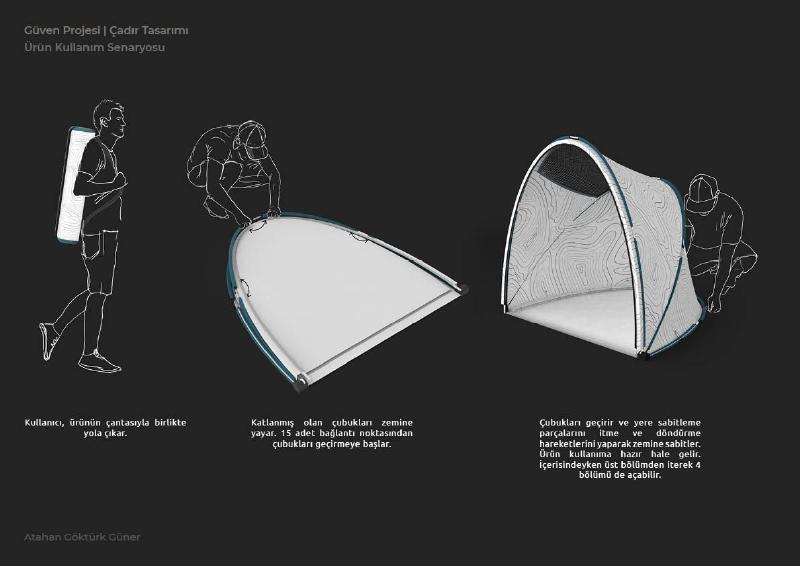 Güven Projesi | Çadır Tasarımı
Ürün Kullanım Senaryosu
Kullanıcı, ürünün çantasıyla birlikte
yola çıkar.
Katlanmış olan çubukları zemine
yayar. 15 adet bağlantı noktasından
çubukları geçirmeye başlar.
Çubukları geçirir ve yere sabitleme
parçalarını itme ve döndürme
hareketlerini yaparak zemine sabitler.
Ürün kullanıma hazır hale gelir.
İçerisindeyken üst bölümden iterek 4
bölümü de açabilir.
Atahan Göktürk Güner